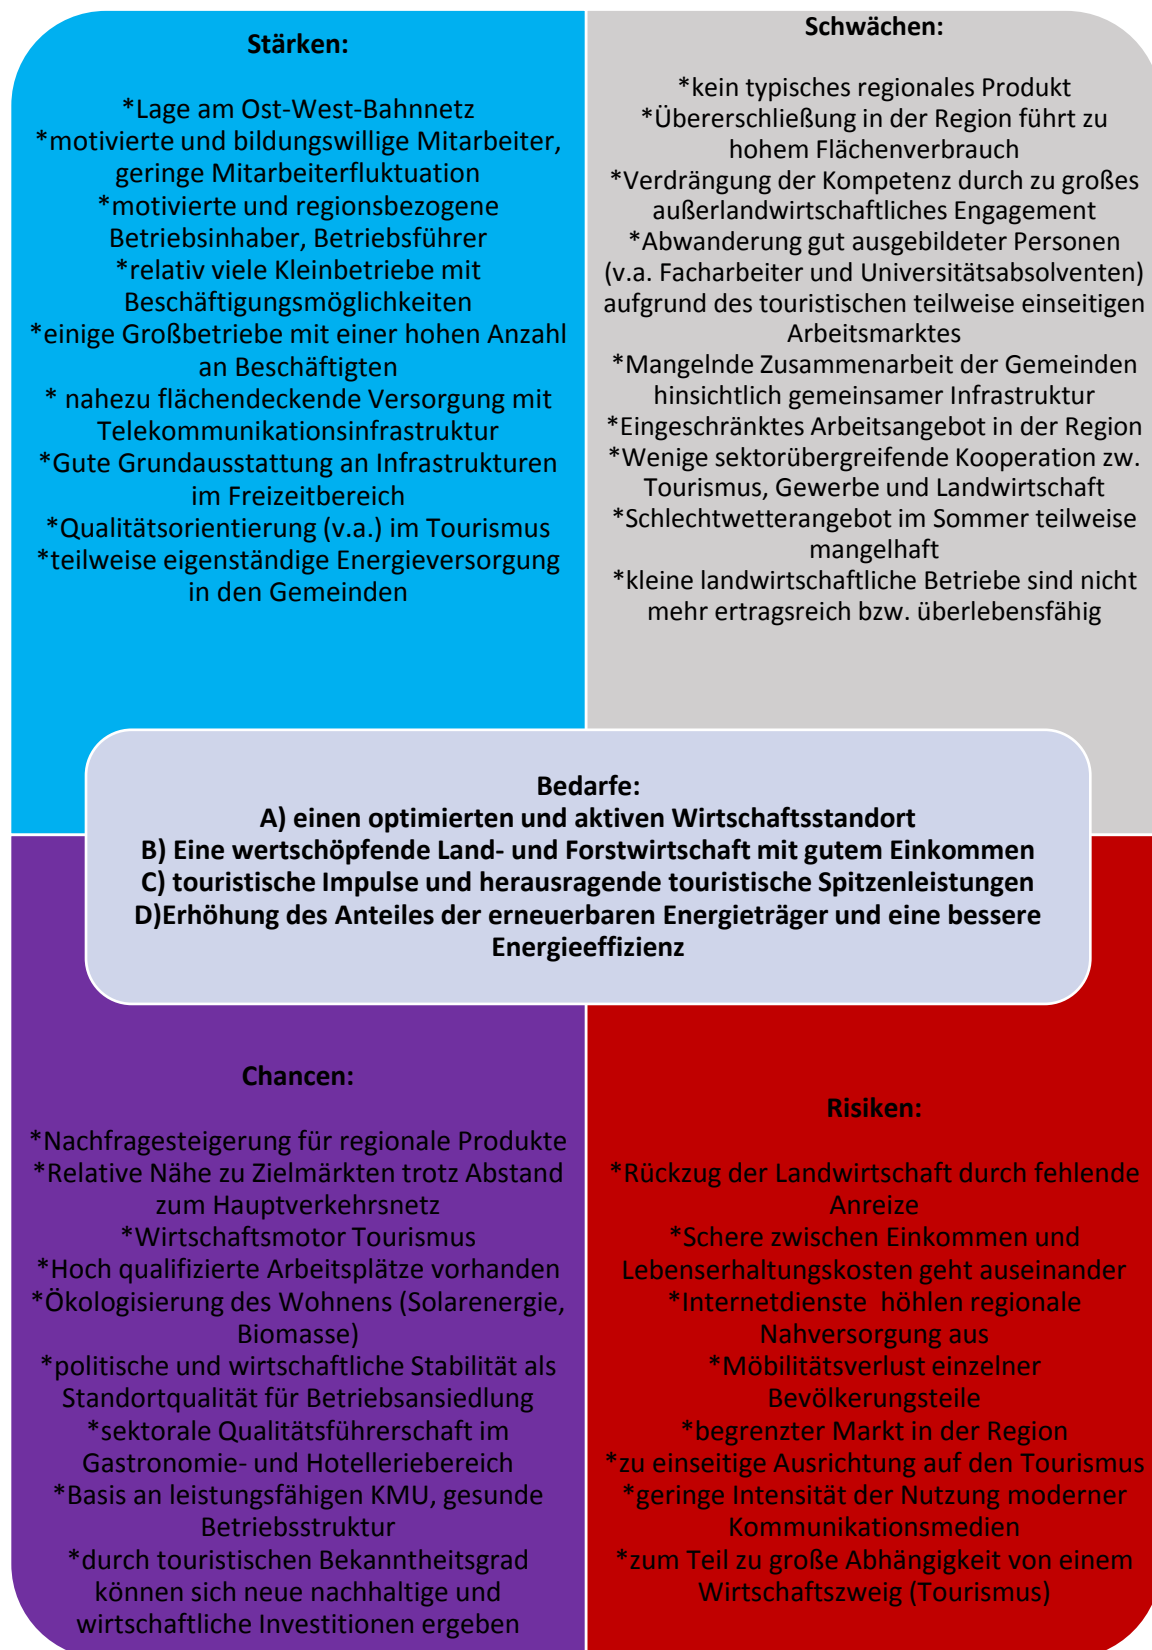 Stärken:
*Lage am Ost-West-Bahnnetz
*motivierte und bildungswillige Mitarbeiter,
geringe Mitarbeiterfluktuation
*motivierte und regionsbezogene
Betriebsinhaber, Betriebsführer
*relativ viele Kleinbetriebe mit
Beschäftigungsmöglichkeiten
*einige Großbetriebe mit einer hohen Anzahl
an Beschäftigten
* nahezu flächendeckende Versorgung mit
Telekommunikationsinfrastruktur
*Gute Grundausstattung an Infrastrukturen
im Freizeitbereich
*Qualitätsorientierung (v.a.) im Tourismus
*teilweise eigenständige Energieversorgung
in den Gemeinden
Schwächen:
*kein typisches regionales Produkt
*Übererschließung in der Region führt zu
hohem Flächenverbrauch
*Verdrängung der Kompetenz durch zu großes
außerlandwirtschaftliches Engagement
*Abwanderung gut ausgebildeter Personen
(v.a. Facharbeiter und Universitätsabsolventen)
aufgrund des touristischen teilweise einseitigen
Arbeitsmarktes
*Mangelnde Zusammenarbeit der Gemeinden
hinsichtlich gemeinsamer Infrastruktur
*Eingeschränktes Arbeitsangebot in der Region
*Wenige sektorübergreifende Kooperation zw.
Tourismus, Gewerbe und Landwirtschaft
*Schlechtwetterangebot im Sommer teilweise
mangelhaft
*kleine landwirtschaftliche Betriebe sind nicht
mehr ertragsreich bzw. überlebensfähig
Bedarfe:
A) einen optimierten und aktiven Wirtschaftsstandort
B) Eine wertschöpfende Land- und Forstwirtschaft mit gutem Einkommen
C) touristische Impulse und herausragende touristische Spitzenleistungen
D)Erhöhung des Anteiles der erneuerbaren Energieträger und eine bessere
Energieeffizienz
Chancen:
*Nachfragesteigerung für regionale Produkte
*Relative Nähe zu Zielmärkten trotz Abstand
zum Hauptverkehrsnetz
*Wirtschaftsmotor Tourismus
*Hoch qualifizierte Arbeitsplätze vorhanden
*Ökologisierung des Wohnens (Solarenergie,
Biomasse)
*politische und wirtschaftliche Stabilität als
Standortqualität für Betriebsansiedlung
*sektorale Qualitätsführerschaft im
Gastronomie- und Hotelleriebereich
*Basis an leistungsfähigen KMU, gesunde
Betriebsstruktur
*durch touristischen Bekanntheitsgrad
können sich neue nachhaltige und
wirtschaftliche Investitionen ergeben
Risiken:
*Rückzug der Landwirtschaft durch fehlende
Anreize
*Schere zwischen Einkommen und
Lebenserhaltungskosten geht auseinander
*Internetdienste  höhlen regionale
Nahversorgung aus
*Möbilitätsverlust einzelner
Bevölkerungsteile
*begrenzter Markt in der Region
*zu einseitige Ausrichtung auf den Tourismus
*geringe Intensität der Nutzung moderner
Kommunikationsmedien
*zum Teil zu große Abhängigkeit von einem
Wirtschaftszweig (Tourismus)